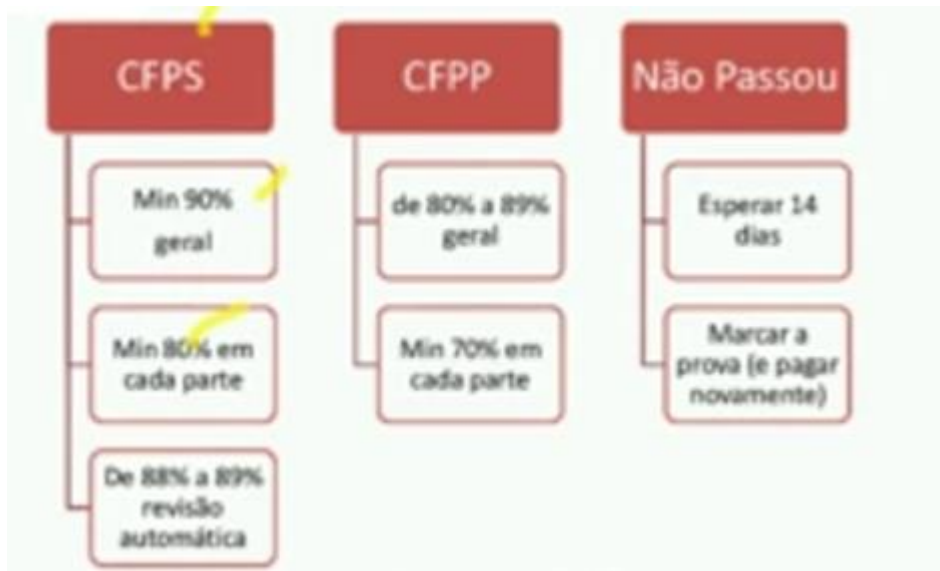 CFPS
Min 90%
geral
Min 80% em
cada parte
De 88% a 89%
revisão
automática
CFPP
de 80% a 89%
geral
Min 70% em
cada parte
Não Passou
Esperar 14
dias
Marcar a
prova (e pagar
novamente)